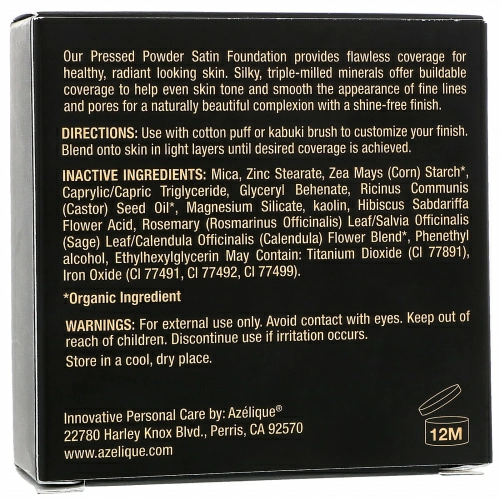 Our Pressed Powder Satin Foundation provides flawless coverage for
healthy, radiant looking skin. Silky, triple-milled minerals offer buildable
coverage to help even skin tone and smooth the appearance of fine lines
and pores for a naturally beautiful complexion with a shine-free finish.
DIRECTIONS: Use with cotton puff or kabuki brush to customize your finish.
Blend onto skin in light layers until desired coverage is achieved.
INACTIVE INGREDIENTS: Mica, Zinc Stearate, Zea Mays (Corn) Starch*,
Caprylic/Capric Triglyceride, Glyceryl Behenate, Ricinus Communis
(Castor) Seed Oil*, Magnesium Silicate, kaolin, Hibiscus Sabdariffa
Flower Acid, Rosemary (Rosmarinus Officinalis) Leaf/Salvia Officinalis
(Sage) Leaf/Calendula Officinalis (Calendula) Flower Blend*, Phenethyl
alcohol, Ethylhexylglycerin May Contain: Titanium Dioxide (CI 77891),
Iron Oxide (CI 77491, CI 77492, CI 77499).
*Organic Ingredient
WARNINGS: For external use only. Avoid contact with eyes. Keep out of
reach of children. Discontinue use if irritation occurs.
Store in a cool, dry place.
Innovative Personal Care by: Azélique®
22780 Harley Knox Blvd., Perris, CA 92570
www.azelique.com
12M